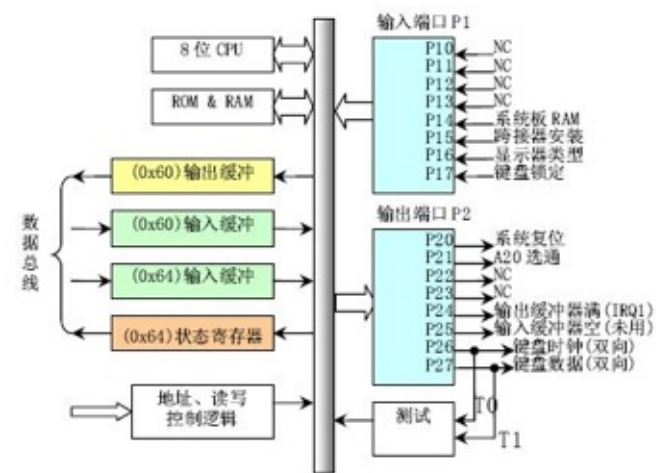 8位 CPU
ROM & RAM
(0x60)输出缓冲
(0x60)输入缓冲
(0x64)输入缓冲
(0x64)状态寄存器
数据总线
地址、读写
控制逻辑
输入端口 P1
P10 NC
P11 NC
P12 NC
P13 NC
P14 系统板 RAM
P15 跨接器安装
P16 显示器类型
P17 键盘锁定
输出端口 P2
P20 系统复位
P21 A20 选通
P22 NC
P23 NC
P24 输出缓冲器满(IRQ1)
P25 输入缓冲器空(未用)
P26 键盘时钟(双向)
P27 键盘数据(双向)
测试
T0
T1